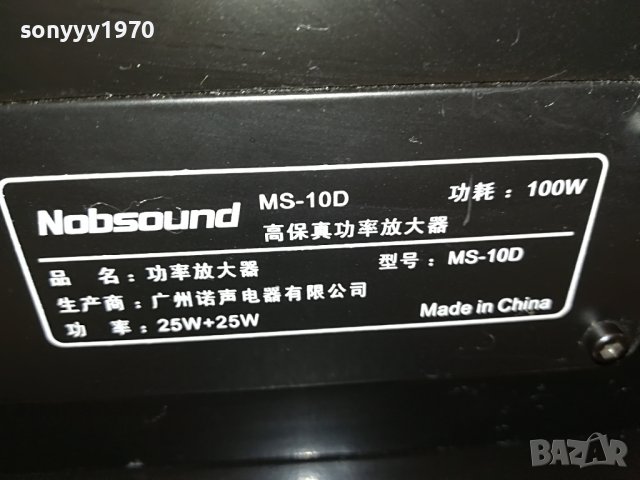 sonyyy1970
Nobsound MS-10D 功耗：100W
高保真功率放大器
品 名：功率放大器 型号：MS-10D
生产商：广州诺声电器有限公司
功 率：25W+25W Made in China
BAZAR